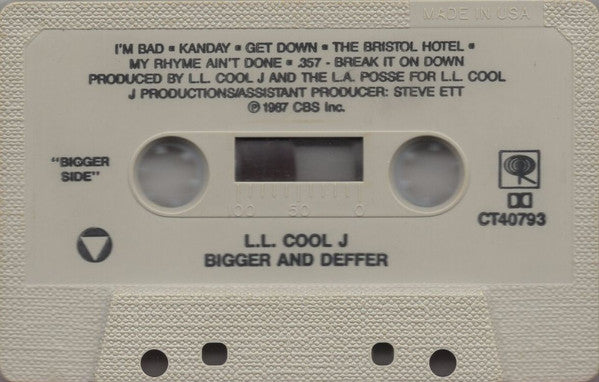 MADE IN USA
I'M BAD • KANDAY • GET DOWN • THE BRISTOL HOTEL •
MY RHYME AIN'T DONE • .357 - BREAK IT ON DOWN
PRODUCED BY L.L. COOL J AND THE L.A. POSSE FOR L.L. COOL
J PRODUCTIONS/ASSISTANT PRODUCER: STEVE ETT
℗ 1987 CBS Inc.
"BIGGER
SIDE"
100 50 0
CT40793
L.L. COOL J
BIGGER AND DEFFER